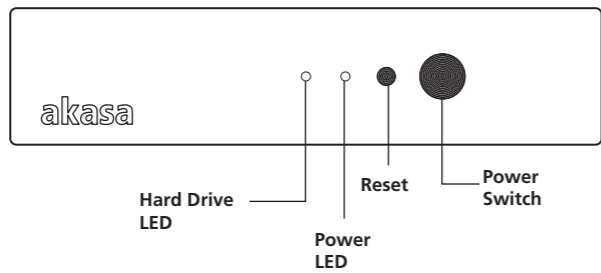 akasa
Hard Drive
LED
Power
LED
Reset
Power
Switch